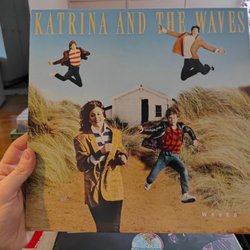 KATRINA AND THE WAVES
WAVES